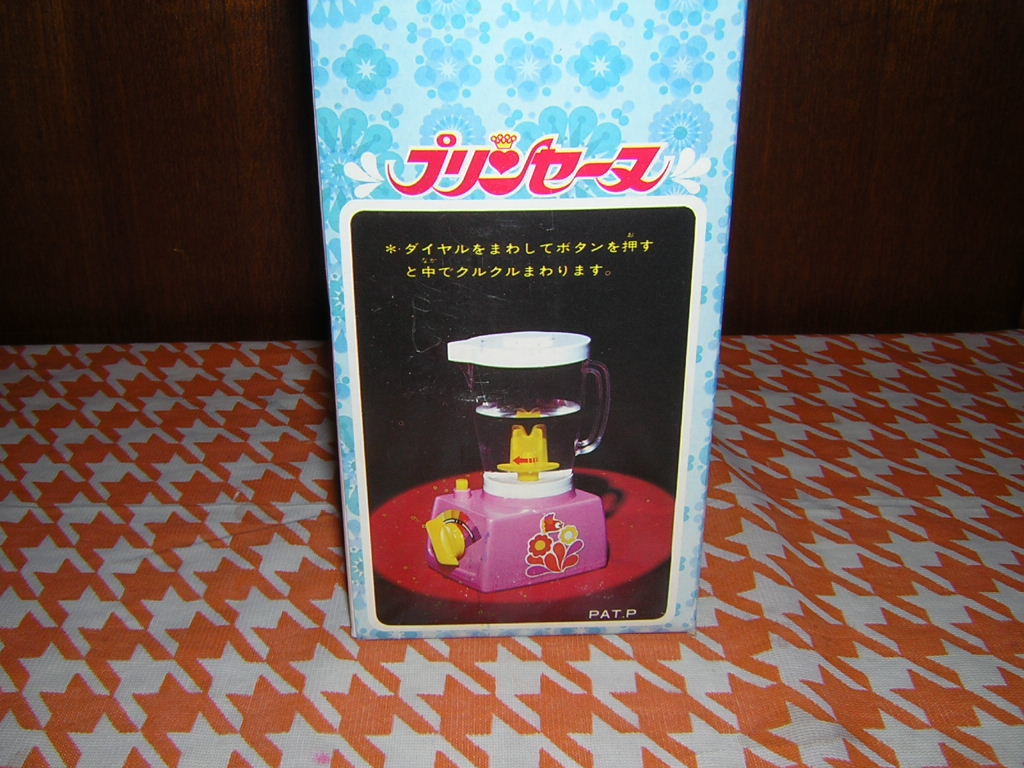 プリンセーヌ
＊・ダイヤルをまわしてボタンを押す
と中でクルクルまわります。
PAT.P